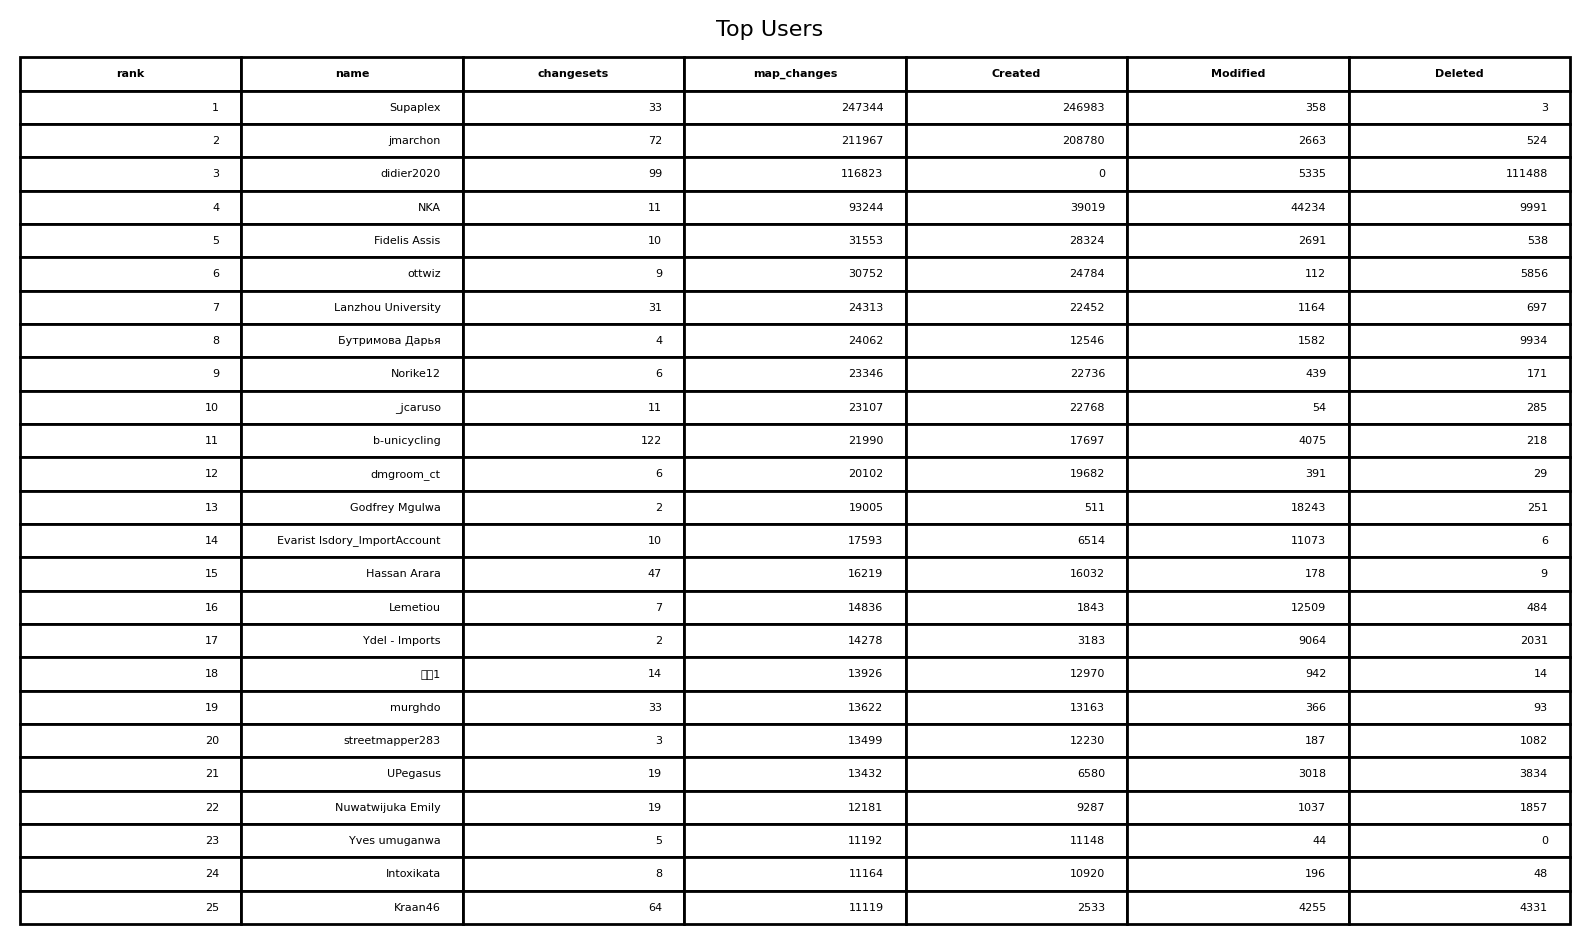 Top Users
rank name changesets map_changes Created Modified Deleted
1 Supaplex 33 247344 246983 358 3
2 jmarchon 72 211967 208780 2663 524
3 didier2020 99 116823 0 5335 111488
4 NKA 11 93244 39019 44234 9991
5 Fidelis Assis 10 31553 28324 2691 538
6 ottwiz 9 30752 24784 112 5856
7 Lanzhou University 31 24313 22452 1164 697
8 Бутримова Дарья 4 24062 12546 1582 9934
9 Norike12 6 23346 22736 439 171
10 _jcaruso 11 23107 22768 54 285
11 b-unicycling 122 21990 17697 4075 218
12 dmgroom_ct 6 20102 19682 391 29
13 Godfrey Mgulwa 2 19005 511 18243 251
14 Evarist Isdory_ImportAccount 10 17593 6514 11073 6
15 Hassan Arara 47 16219 16032 178 9
16 Lemetiou 7 14836 1843 12509 484
17 Ydel - Imports 2 14278 3183 9064 2031
18 1 14 13926 12970 942 14
19 murghdo 33 13622 13163 366 93
20 streetmapper283 3 13499 12230 187 1082
21 UPegasus 19 13432 6580 3018 3834
22 Nuwatwijuka Emily 19 12181 9287 1037 1857
23 Yves umuganwa 5 11192 11148 44 0
24 Intoxikata 8 11164 10920 196 48
25 Kraan46 64 11119 2533 4255 4331